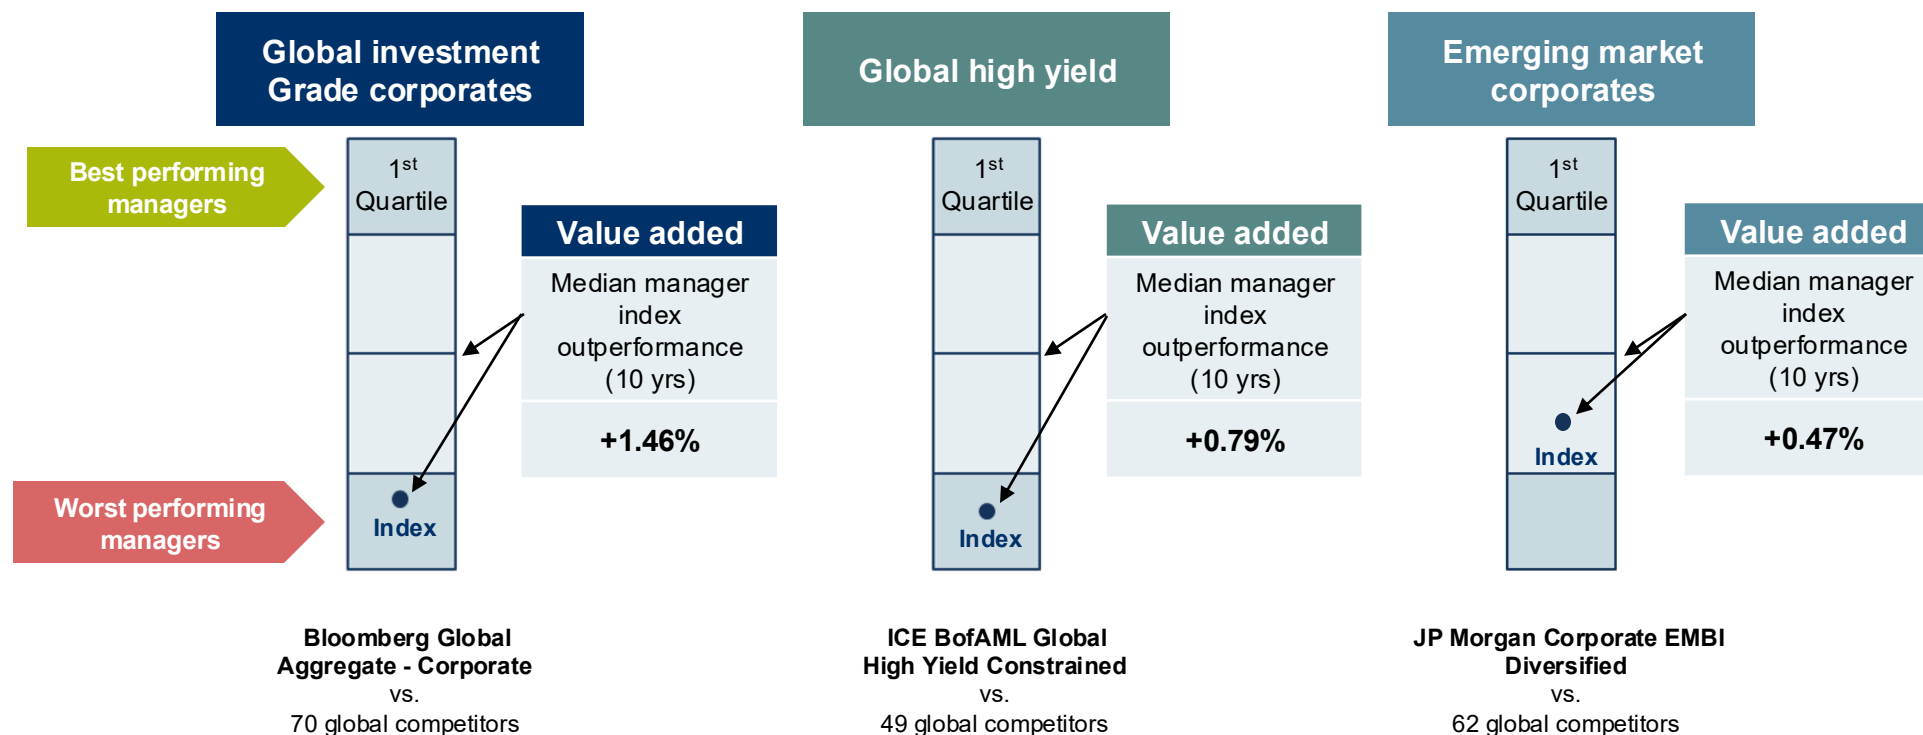 Global investment
Grade corporates
Global high yield
Emerging market
corporates
Best performing
managers
1st
Quartile
1st
Quartile
1st
Quartile
Value added
Median manager
index
outperformance
(10 yrs)
+1.46%
Value added
Median manager
index
outperformance
(10 yrs)
+0.79%
Value added
Median manager
index
outperformance
(10 yrs)
+0.47%
Worst performing
managers
Index
Index
Index
Bloomberg Global
Aggregate - Corporate
vs.
70 global competitors
ICE BofAML Global
High Yield Constrained
vs.
49 global competitors
JP Morgan Corporate EMBI
Diversified
vs.
62 global competitors